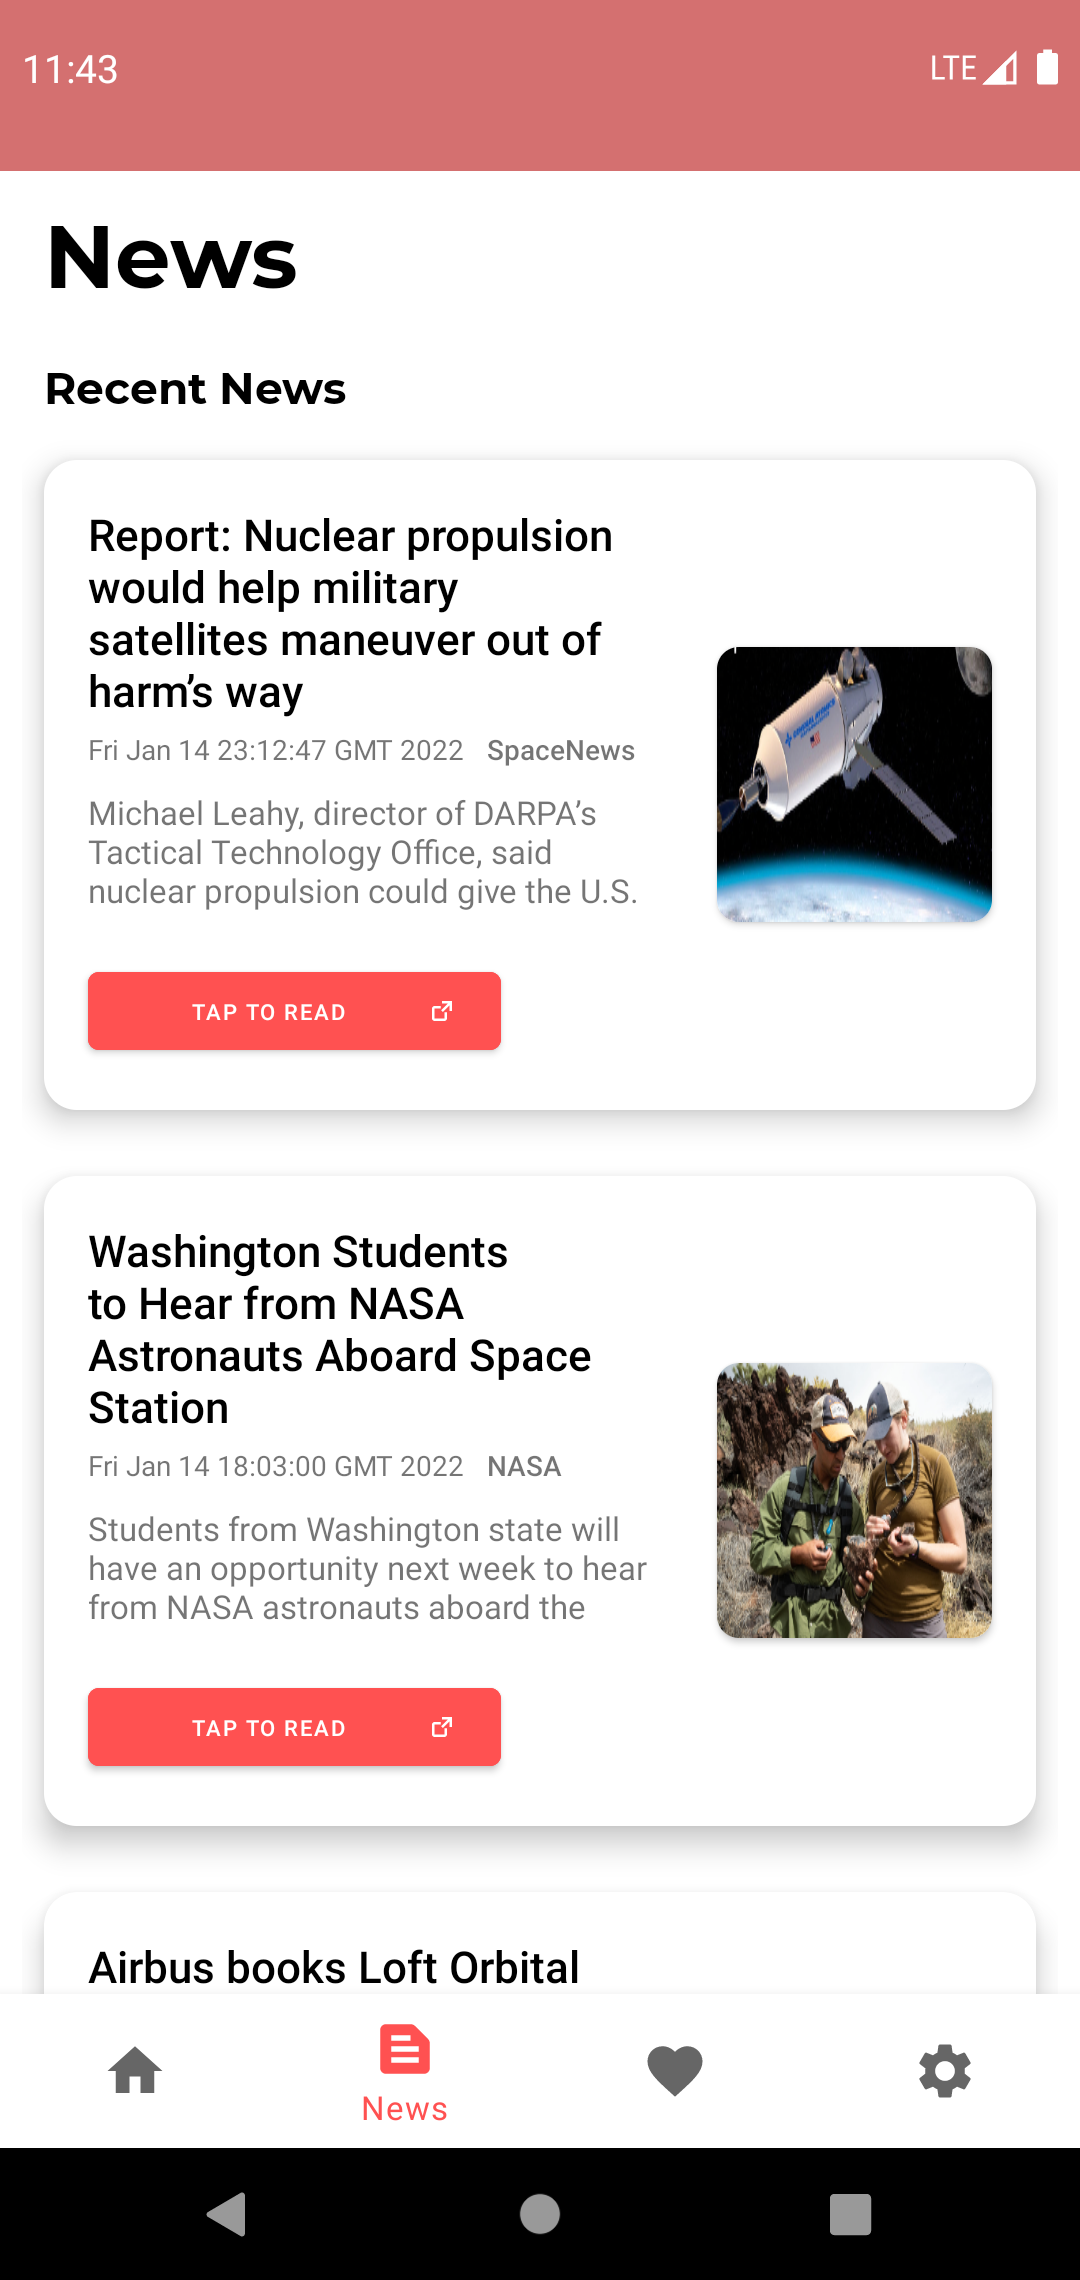 11:43
LTE
News
Recent News
Report: Nuclear propulsion
would help military
satellites maneuver out of
harm’s way
Fri Jan 14 23:12:47 GMT 2022 SpaceNews
Michael Leahy, director of DARPA’s
Tactical Technology Office, said
nuclear propulsion could give the U.S.
GENERAL ATOMICS
TAP TO READ
Washington Students
to Hear from NASA
Astronauts Aboard Space
Station
Fri Jan 14 18:03:00 GMT 2022 NASA
Students from Washington state will
have an opportunity next week to hear
from NASA astronauts aboard the
TAP TO READ
Airbus books Loft Orbital
News